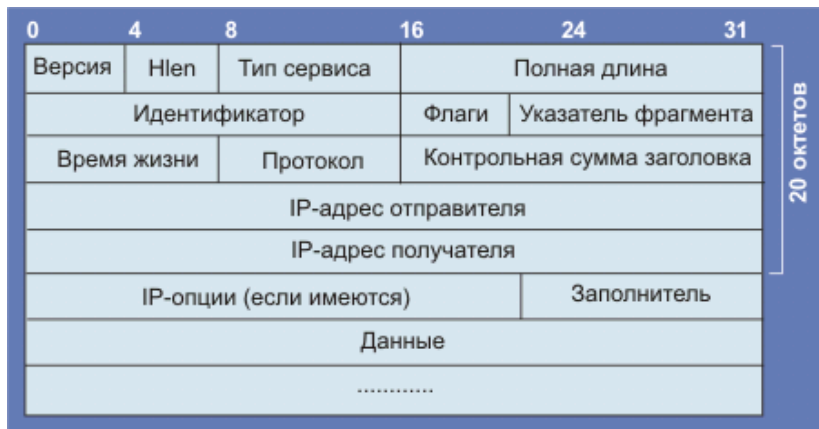 0 4 8 16 24 31
Версия Hlen Тип сервиса Полная длина
Идентификатор Флаги Указатель фрагмента
Время жизни Протокол Контрольная сумма заголовка
IP-адрес отправителя
IP-адрес получателя
IP-опции (если имеются) Заполнитель
Данные
............
20 октетов